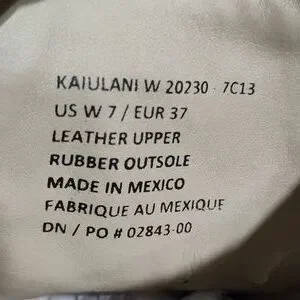 KAIULANI W 20230 - 7C13
US W 7 / EUR 37
LEATHER UPPER
RUBBER OUTSOLE
MADE IN MEXICO
FABRIQUE AU MEXIQUE
DN / PO # 02843-00